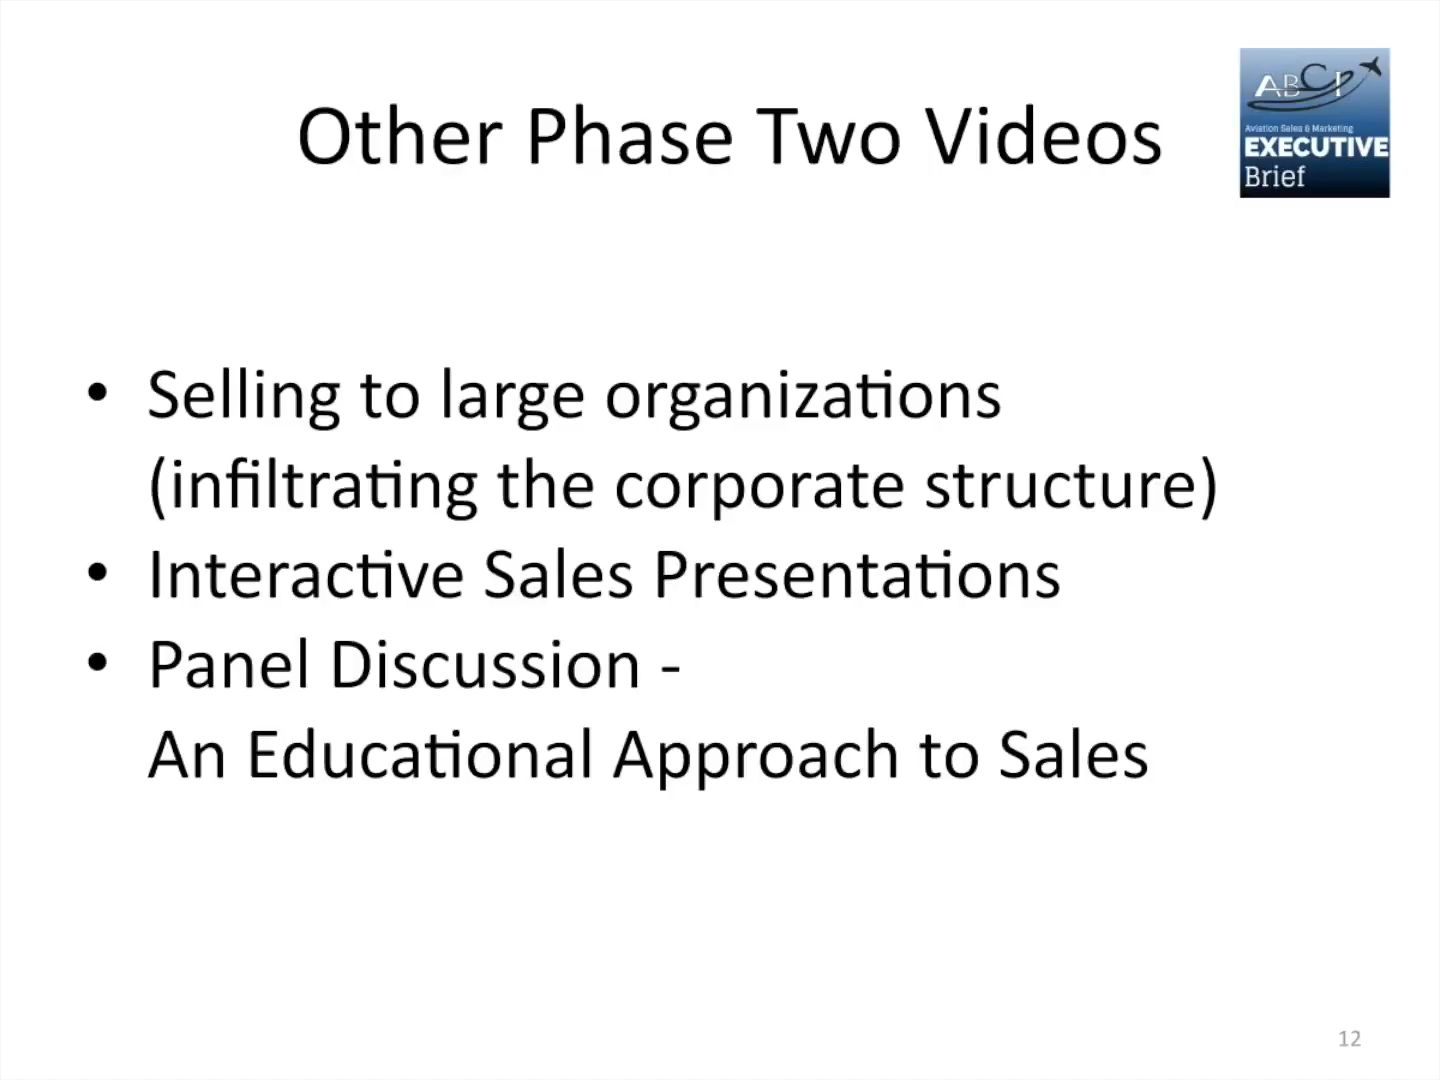 Other Phase Two Videos
ABCI
Aviation Sales & Marketing
EXECUTIVE
Brief
• Selling to large organizations
(infiltrating the corporate structure)
• Interactive Sales Presentations
• Panel Discussion -
An Educational Approach to Sales
12